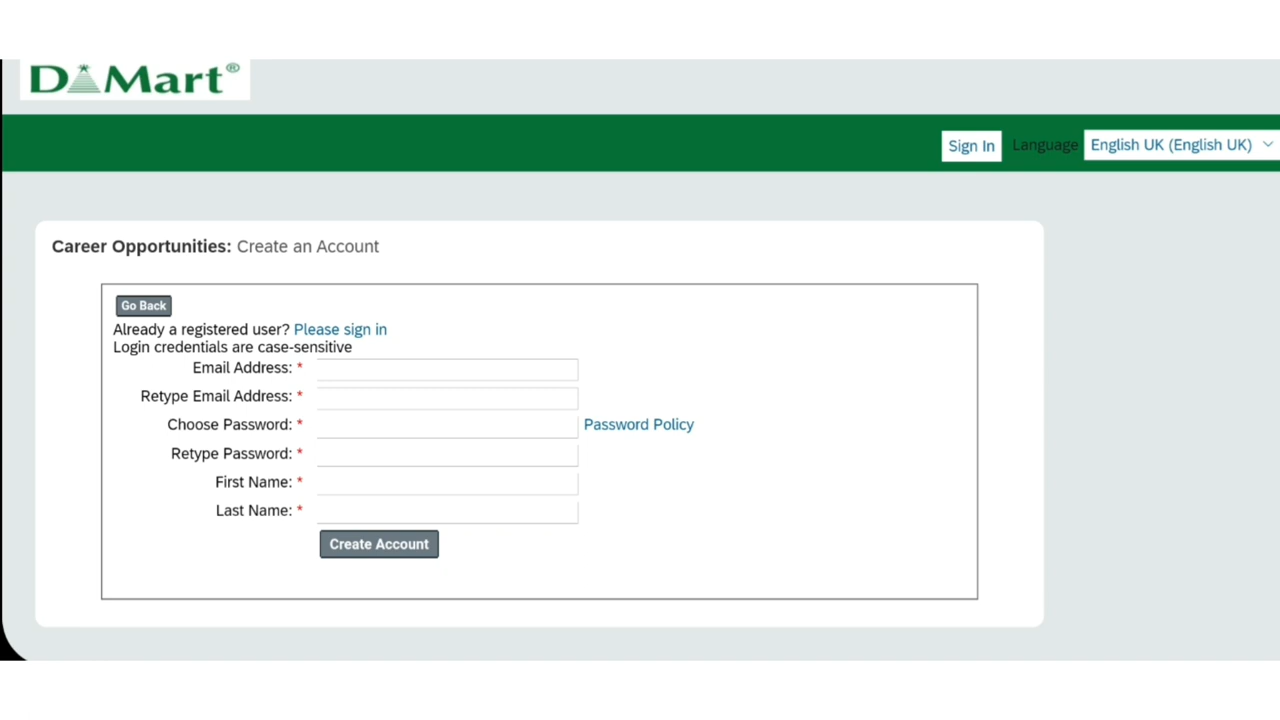 D Mart®
Sign In Language English UK (English UK)
Career Opportunities: Create an Account
Go Back
Already a registered user? Please sign in
Login credentials are case-sensitive
Email Address: *
Retype Email Address: *
Choose Password: * Password Policy
Retype Password: *
First Name: *
Last Name: *
Create Account